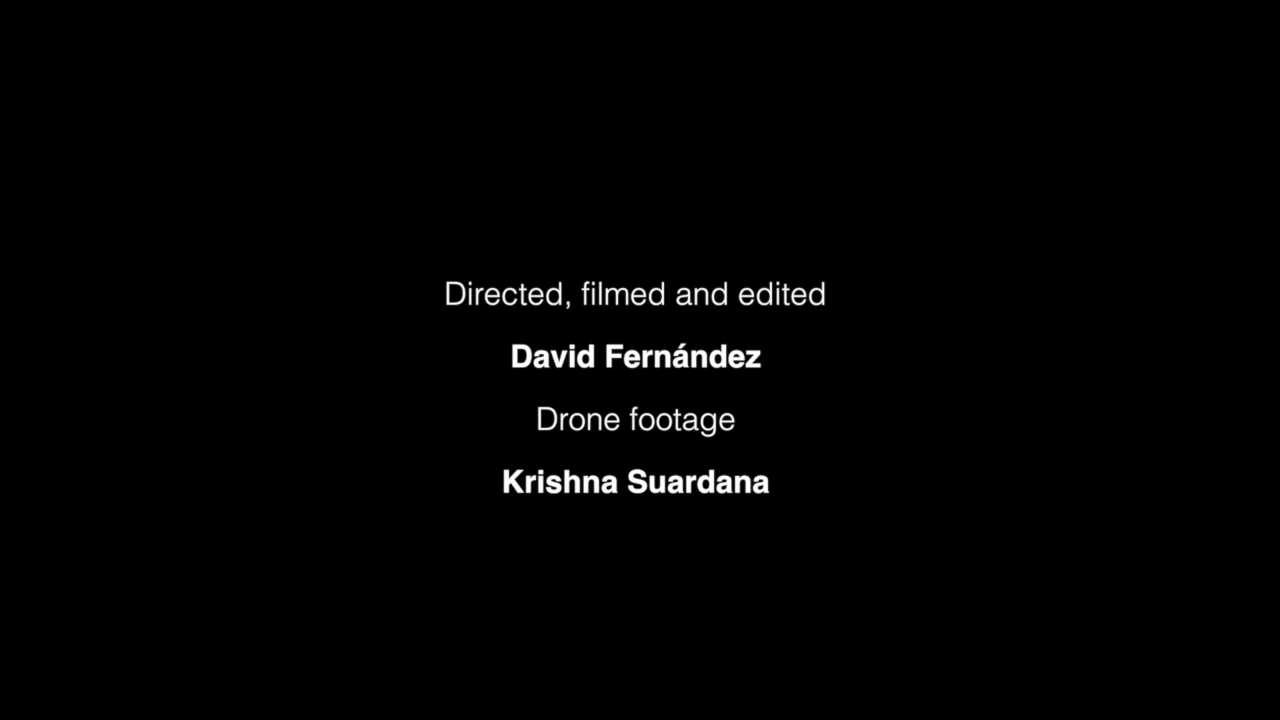 Directed, filmed and edited
David Fernández
Drone footage
Krishna Suardana